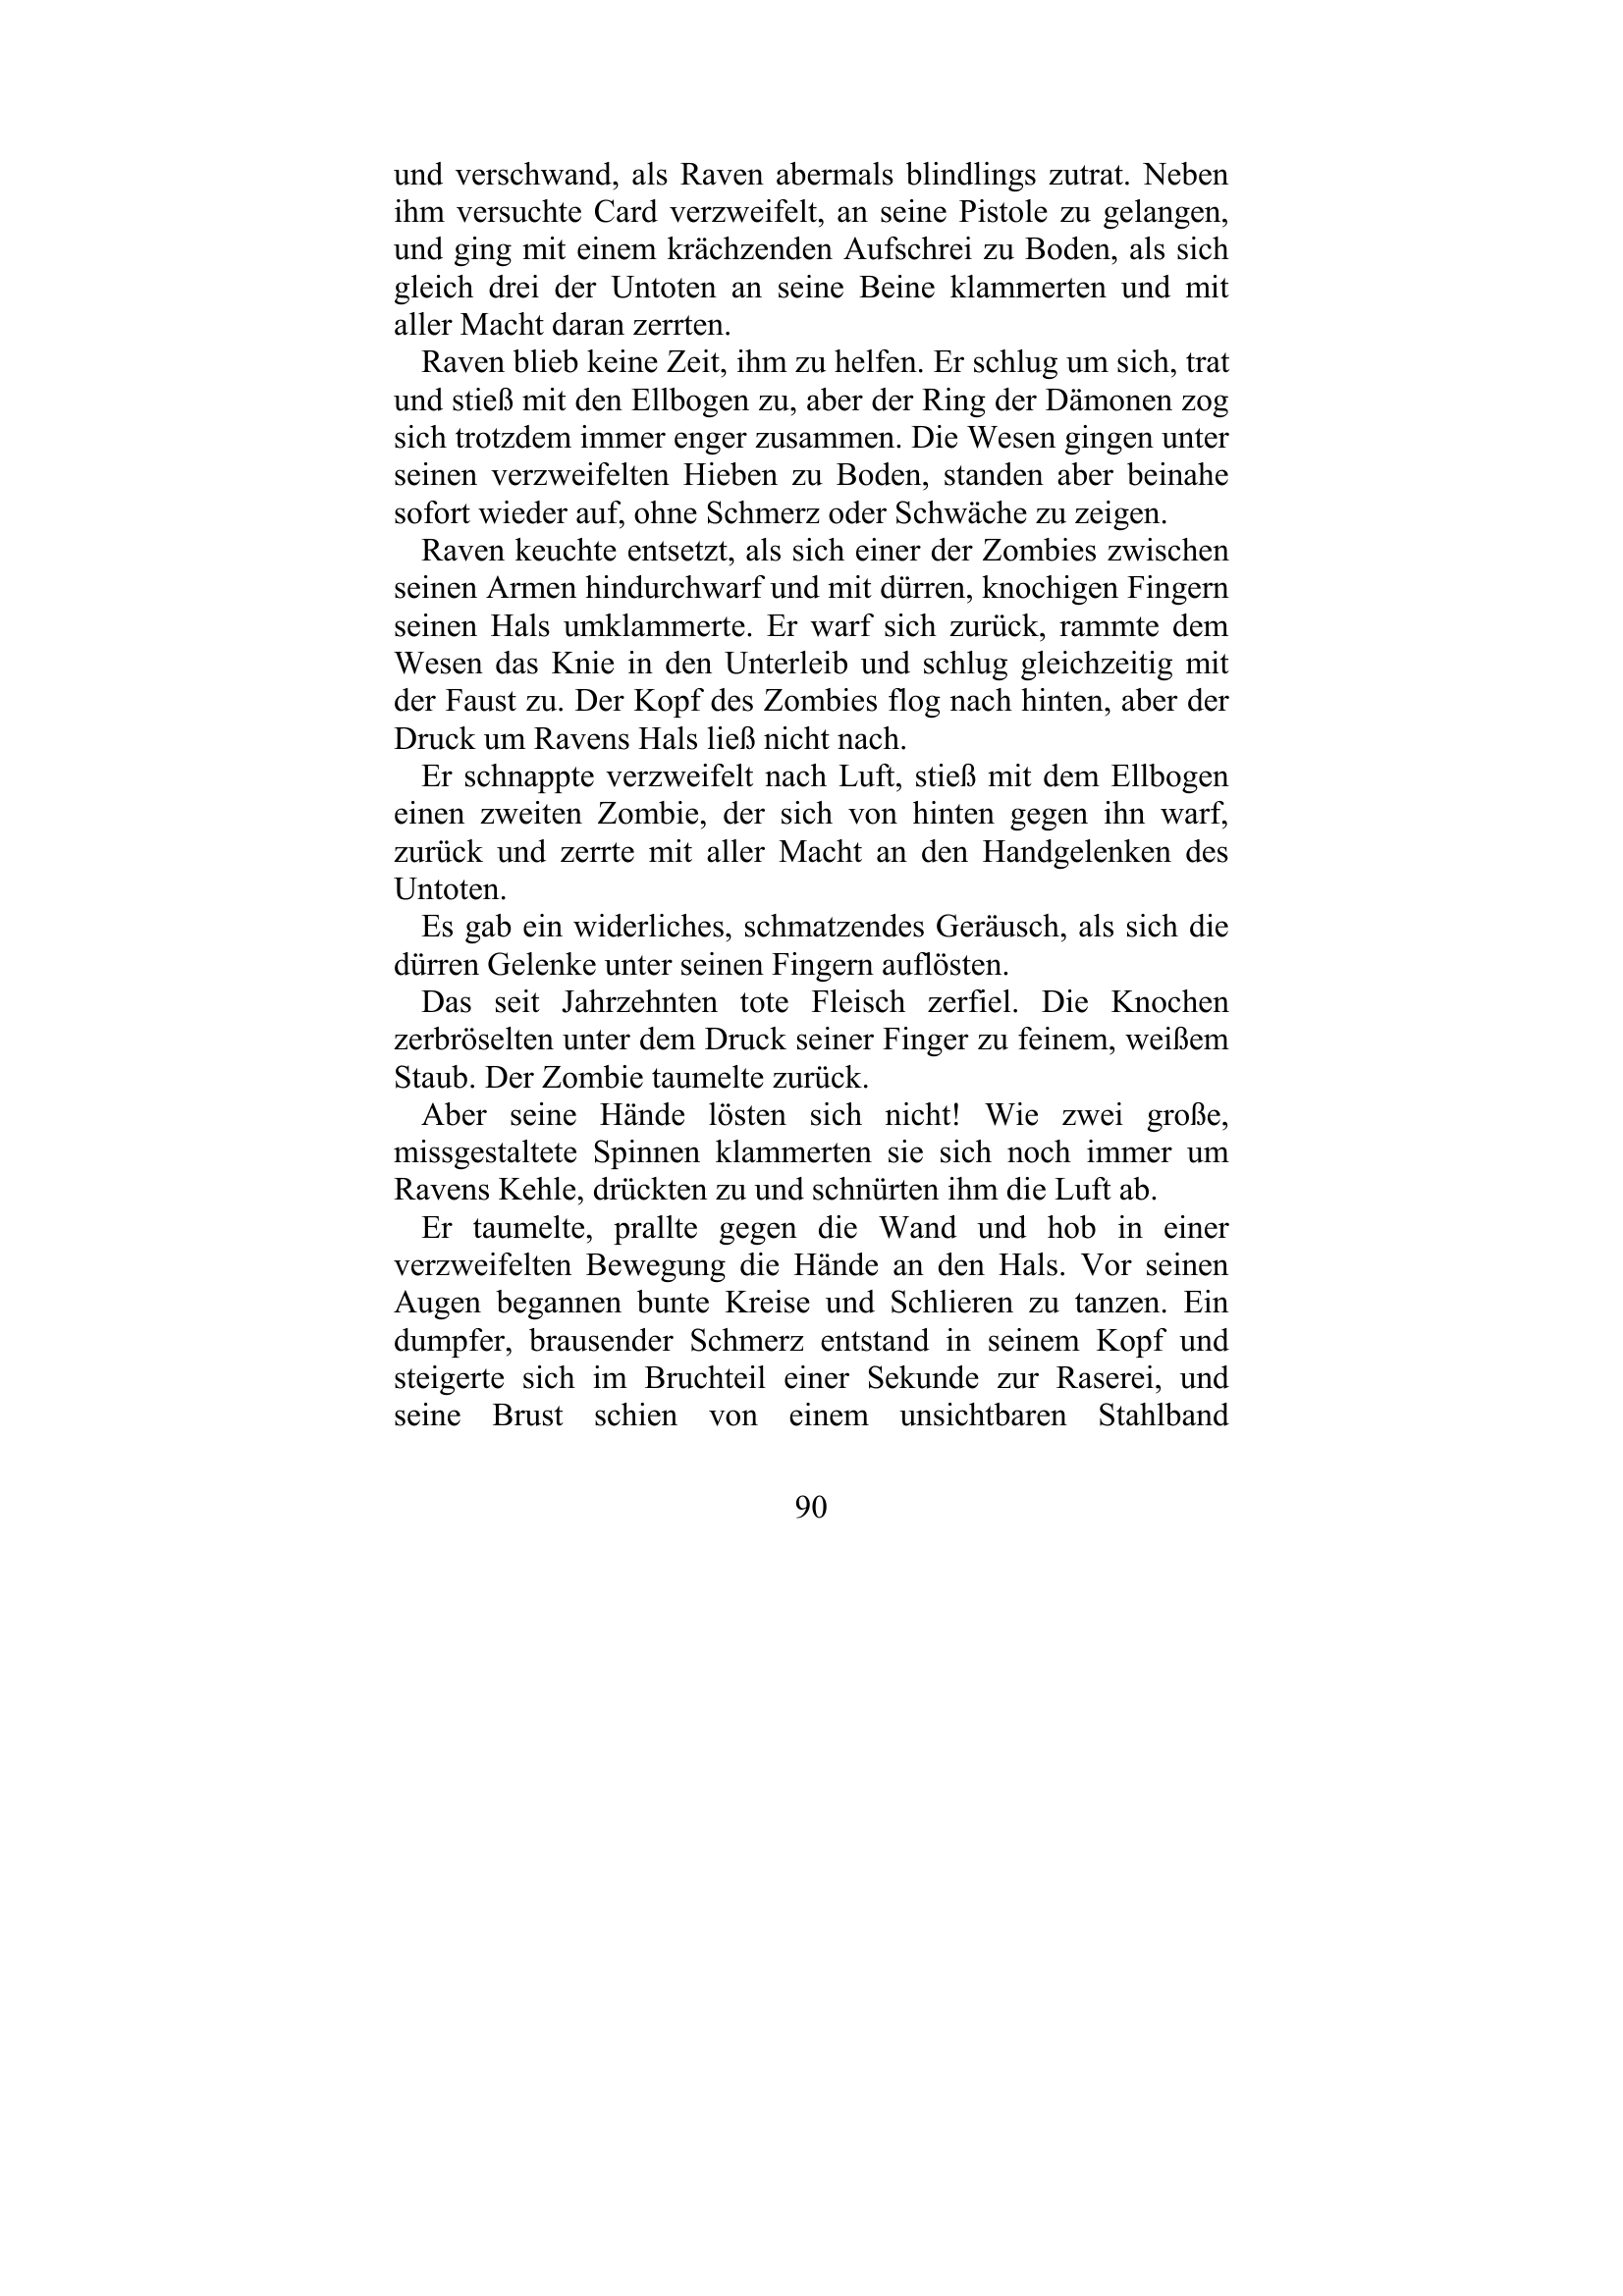 und verschwand, als Raven abermals blindlings zutrat. Neben
ihm versuchte Card verzweifelt, an seine Pistole zu gelangen,
und ging mit einem krächzenden Aufschrei zu Boden, als sich
gleich drei der Untoten an seine Beine klammerten und mit
aller Macht daran zerrten.
Raven blieb keine Zeit, ihm zu helfen. Er schlug um sich, trat
und stieß mit den Ellbogen zu, aber der Ring der Dämonen zog
sich trotzdem immer enger zusammen. Die Wesen gingen unter
seinen verzweifelten Hieben zu Boden, standen aber beinahe
sofort wieder auf, ohne Schmerz oder Schwäche zu zeigen.
Raven keuchte entsetzt, als sich einer der Zombies zwischen
seinen Armen hindurchwarf und mit dürren, knochigen Fingern
seinen Hals umklammerte. Er warf sich zurück, rammte dem
Wesen das Knie in den Unterleib und schlug gleichzeitig mit
der Faust zu. Der Kopf des Zombies flog nach hinten, aber der
Druck um Ravens Hals ließ nicht nach.
Er schnappte verzweifelt nach Luft, stieß mit dem Ellbogen
einen zweiten Zombie, der sich von hinten gegen ihn warf,
zurück und zerrte mit aller Macht an den Handgelenken des
Untoten.
Es gab ein widerliches, schmatzendes Geräusch, als sich die
dürren Gelenke unter seinen Fingern auflösten.
Das seit Jahrzehnten tote Fleisch zerfiel. Die Knochen
zerbröselten unter dem Druck seiner Finger zu feinem, weißem
Staub. Der Zombie taumelte zurück.
Aber seine Hände lösten sich nicht! Wie zwei große,
missgestaltete Spinnen klammerten sie sich noch immer um
Ravens Kehle, drückten zu und schnürten ihm die Luft ab.
Er taumelte, prallte gegen die Wand und hob in einer
verzweifelten Bewegung die Hände an den Hals. Vor seinen
Augen begannen bunte Kreise und Schlieren zu tanzen. Ein
dumpfer, brausender Schmerz entstand in seinem Kopf und
steigerte sich im Bruchteil einer Sekunde zur Raserei, und
seine Brust schien von einem unsichtbaren Stahlband
90